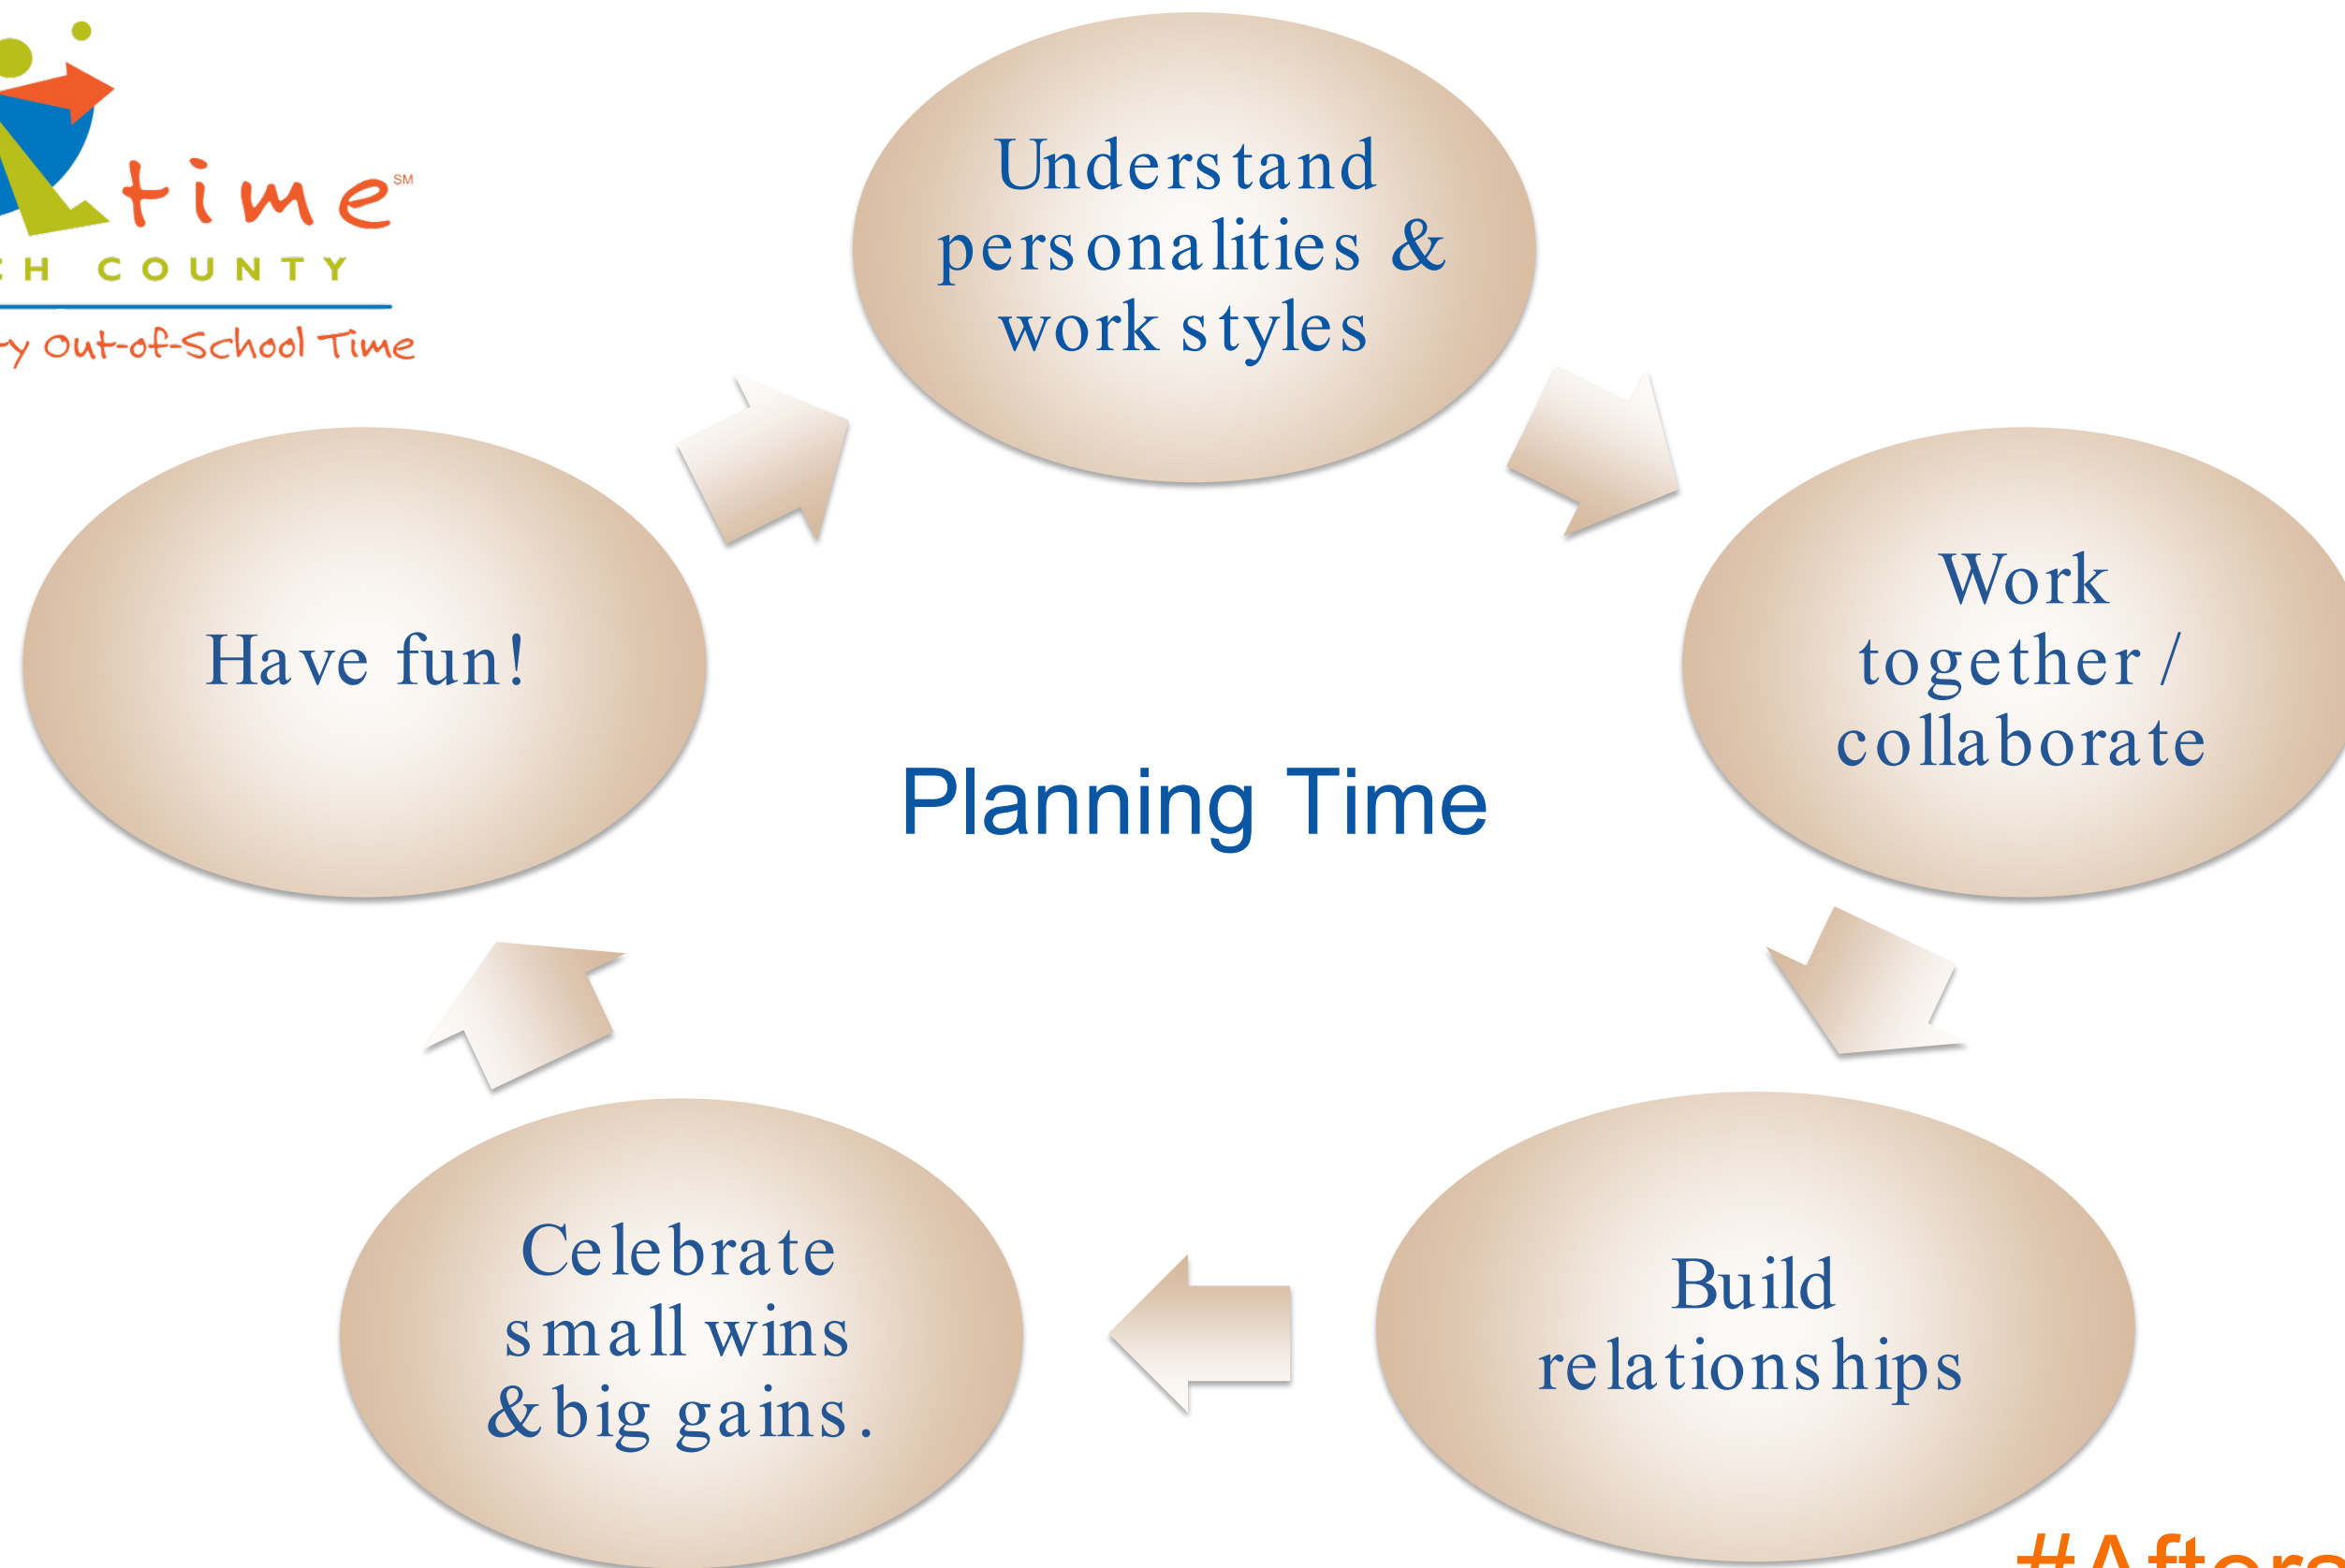 time SM
H COUNTY
y Out-of-School Time
Understand
personalities &
work styles
Have fun!
Work
together /
collaborate
Planning Time
Celebrate
small wins
& big gains.
Build
relationships